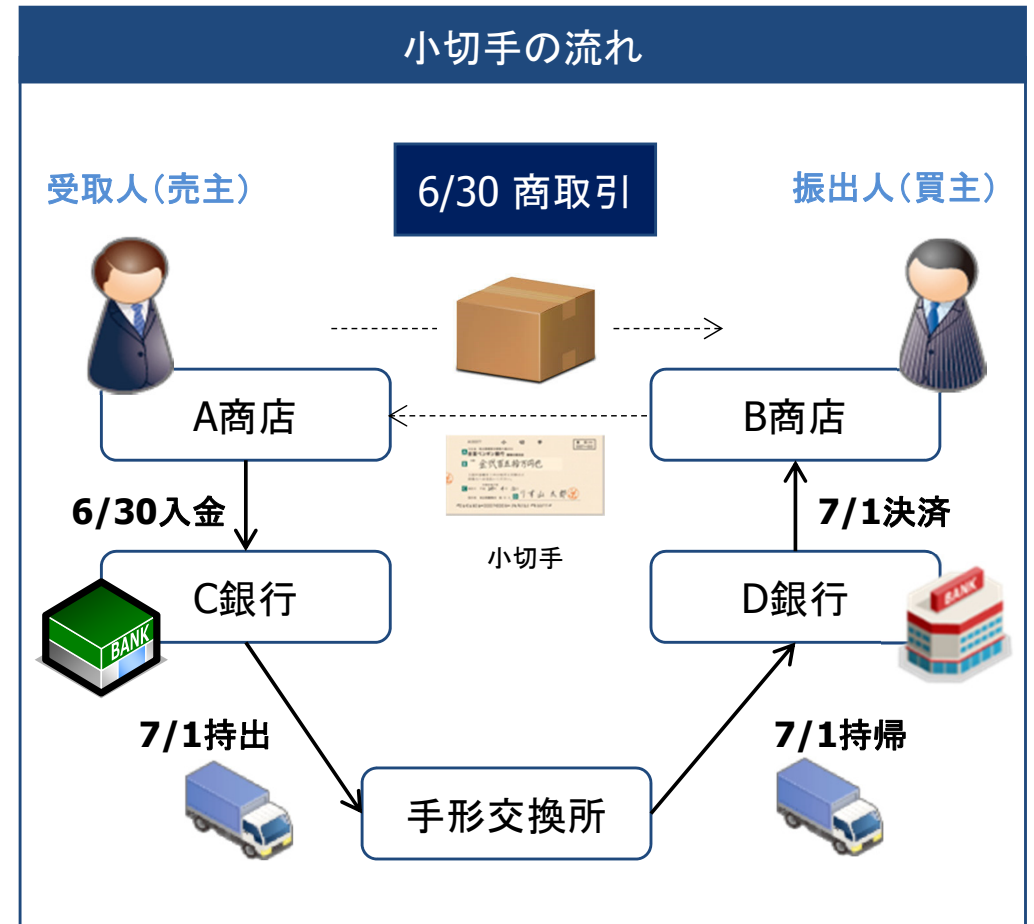 小切手の流れ
受取人(売主)
6/30 商取引
振出人(買主)
A商店
B商店
小切手
6/30入金
7/1決済
小切手
C銀行
D銀行
BANK
BANK
7/1持出
7/1持帰
手形交換所